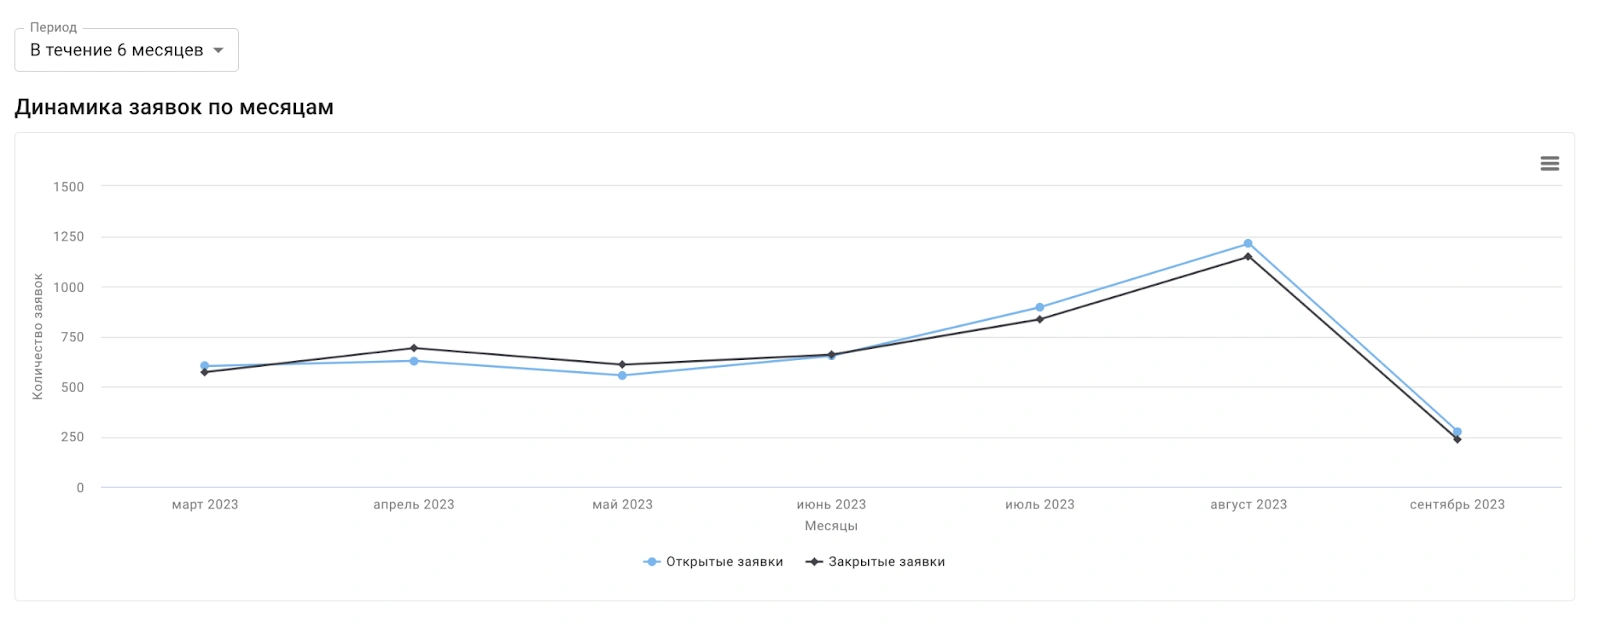 Период
В течение 6 месяцев
Динамика заявок по месяцам
1500
1250
1000
750
500
250
0
Количество заявок
март 2023
апрель 2023
май 2023
июнь 2023
июль 2023
август 2023
сентябрь 2023
Месяцы
Открытые заявки
Закрытые заявки